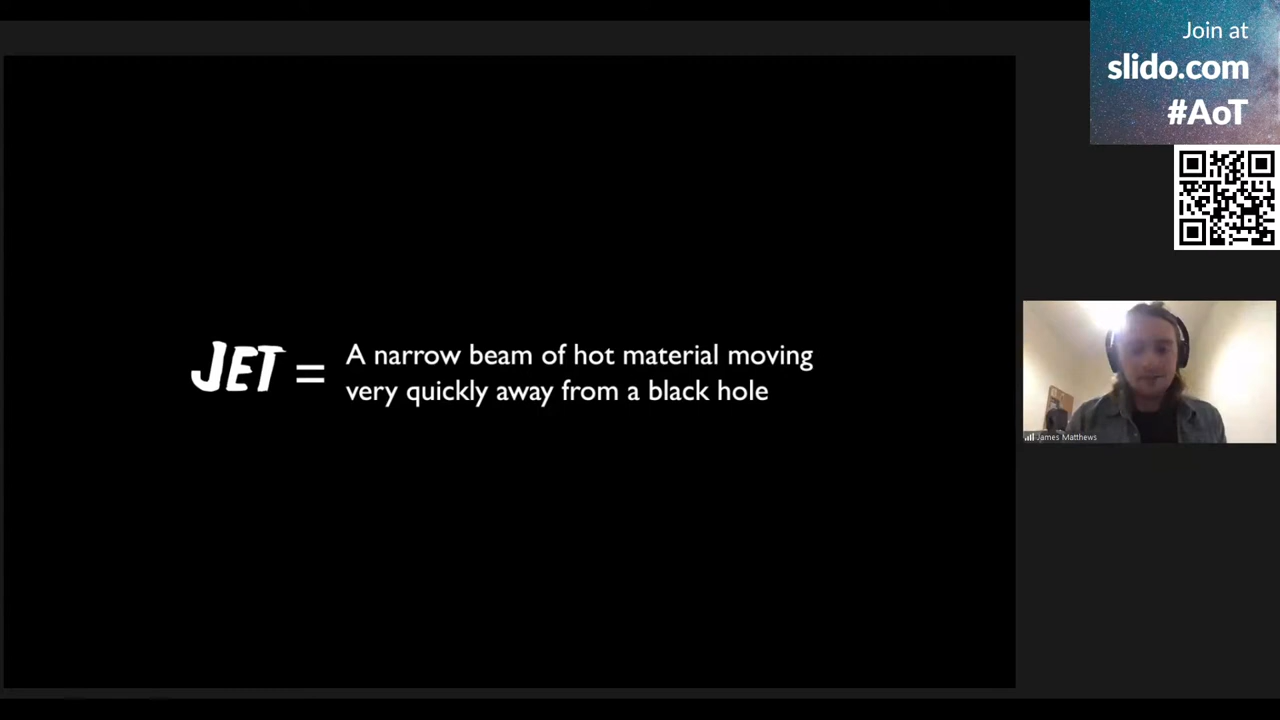 Join at
slido.com
#AoT
JET =
A narrow beam of hot material moving
very quickly away from a black hole
James Matthews